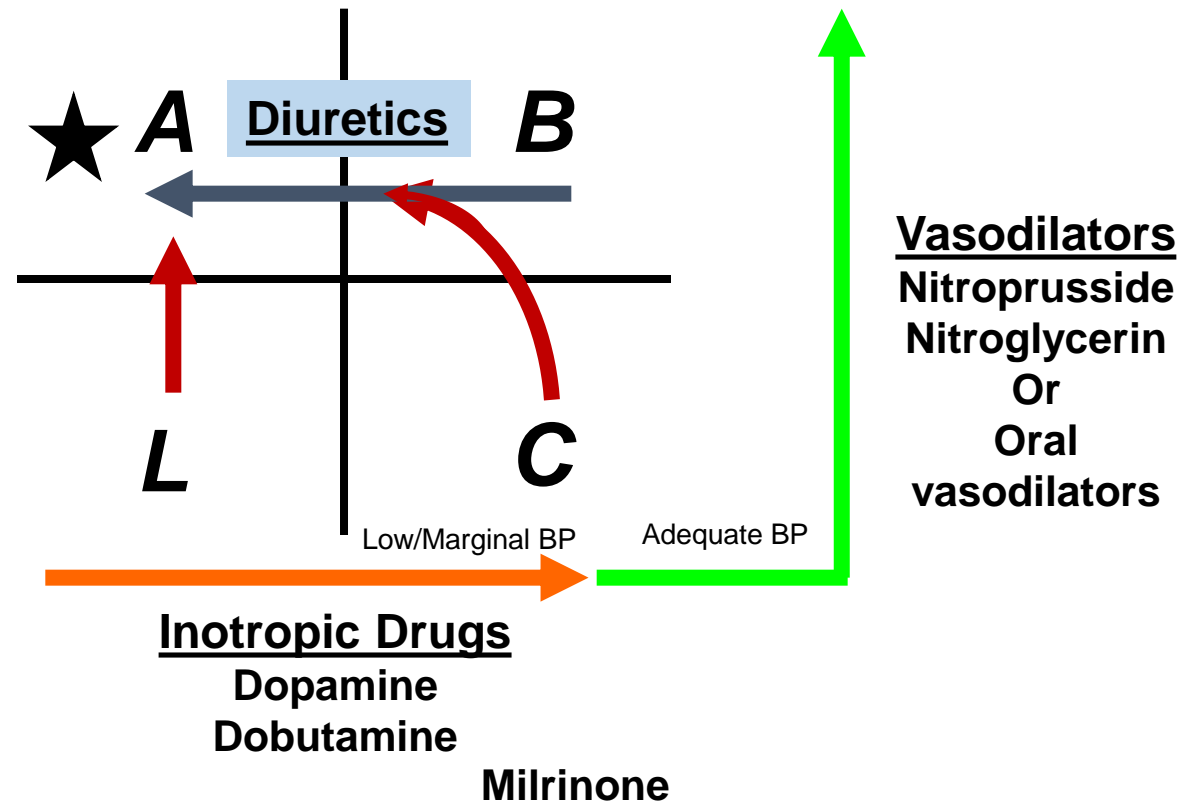 A
Diuretics
B
L
C
Low/Marginal BP
Adequate BP
Inotropic Drugs
Dopamine
Dobutamine
Milrinone
Vasodilators
Nitroprusside
Nitroglycerin
Or
Oral
vasodilators